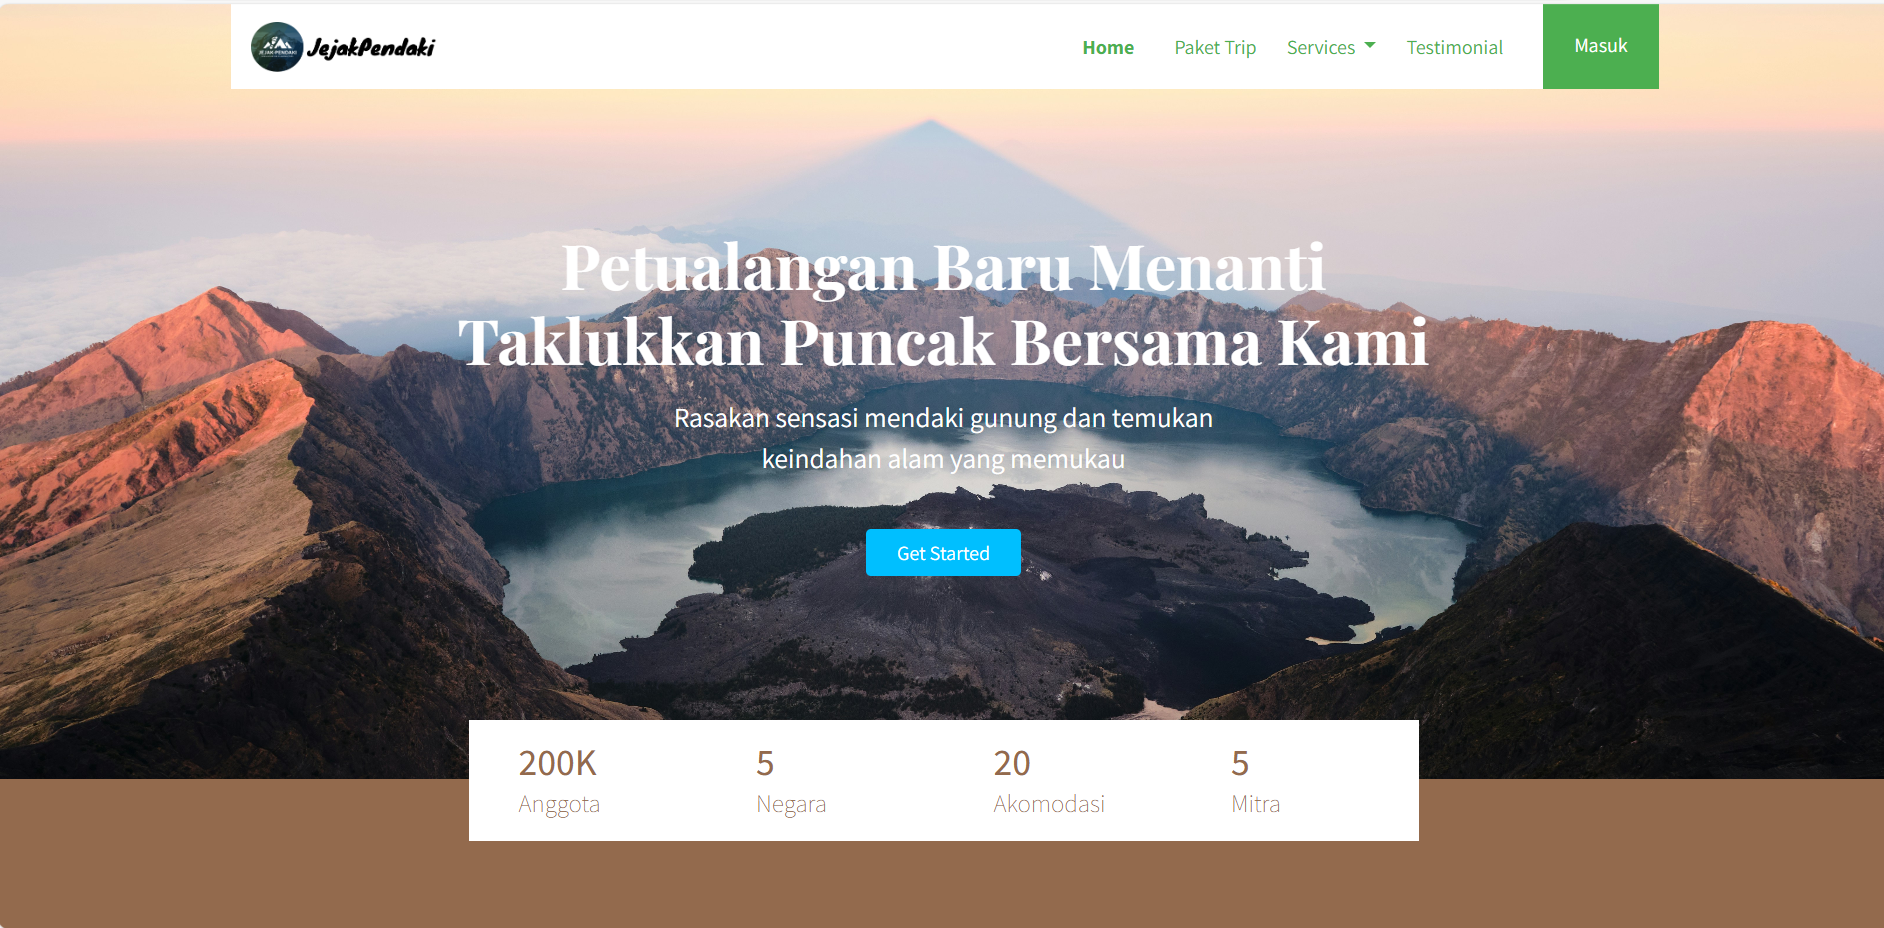 JEJAK-PENDAKI
JejakPendaki
Home
Paket Trip
Services
Testimonial
Masuk
Petualangan Baru Menanti
Taklukkan Puncak Bersama Kami
Rasakan sensasi mendaki gunung dan temukan
keindahan alam yang memukau
Get Started
200K
Anggota
5
Negara
20
Akomodasi
5
Mitra